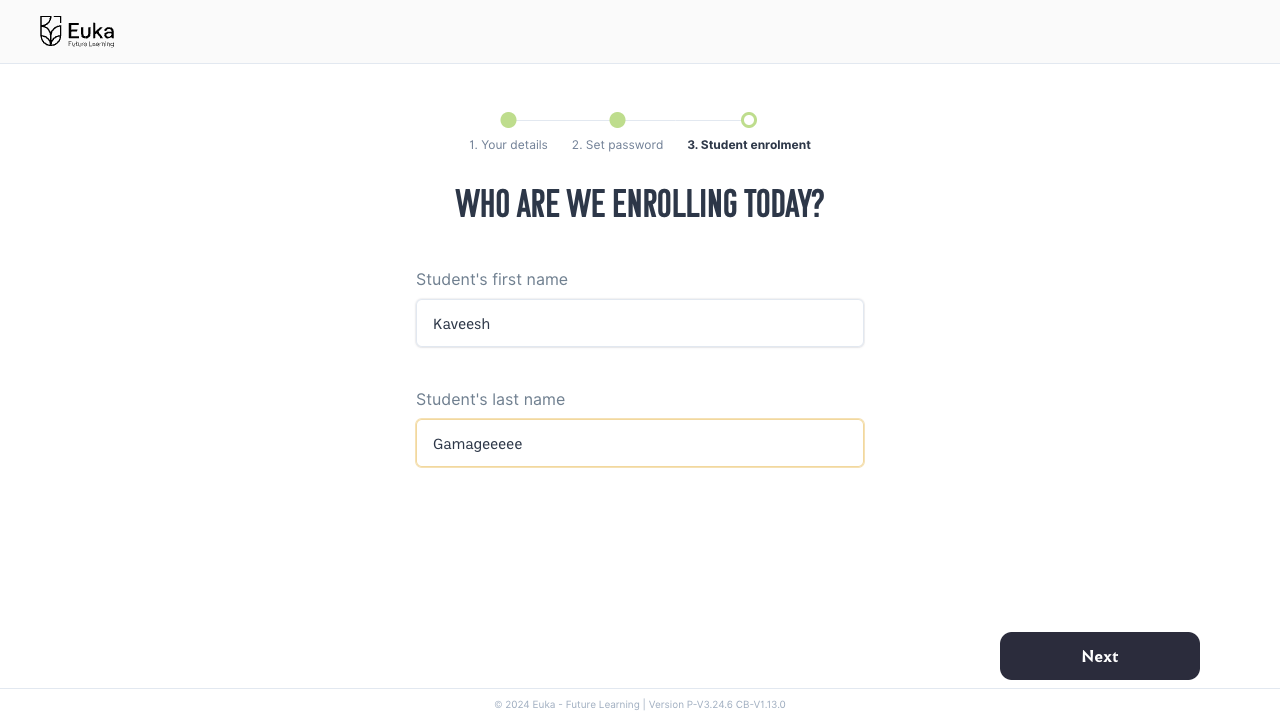 Euka
Future Learning
1. Your details
2. Set password
3. Student enrolment
WHO ARE WE ENROLLING TODAY?
Student's first name
Kaveesh
Student's last name
Gamageeeee
Next
© 2024 Euka - Future Learning | Version P-V3.24.6 CB-V1.13.0